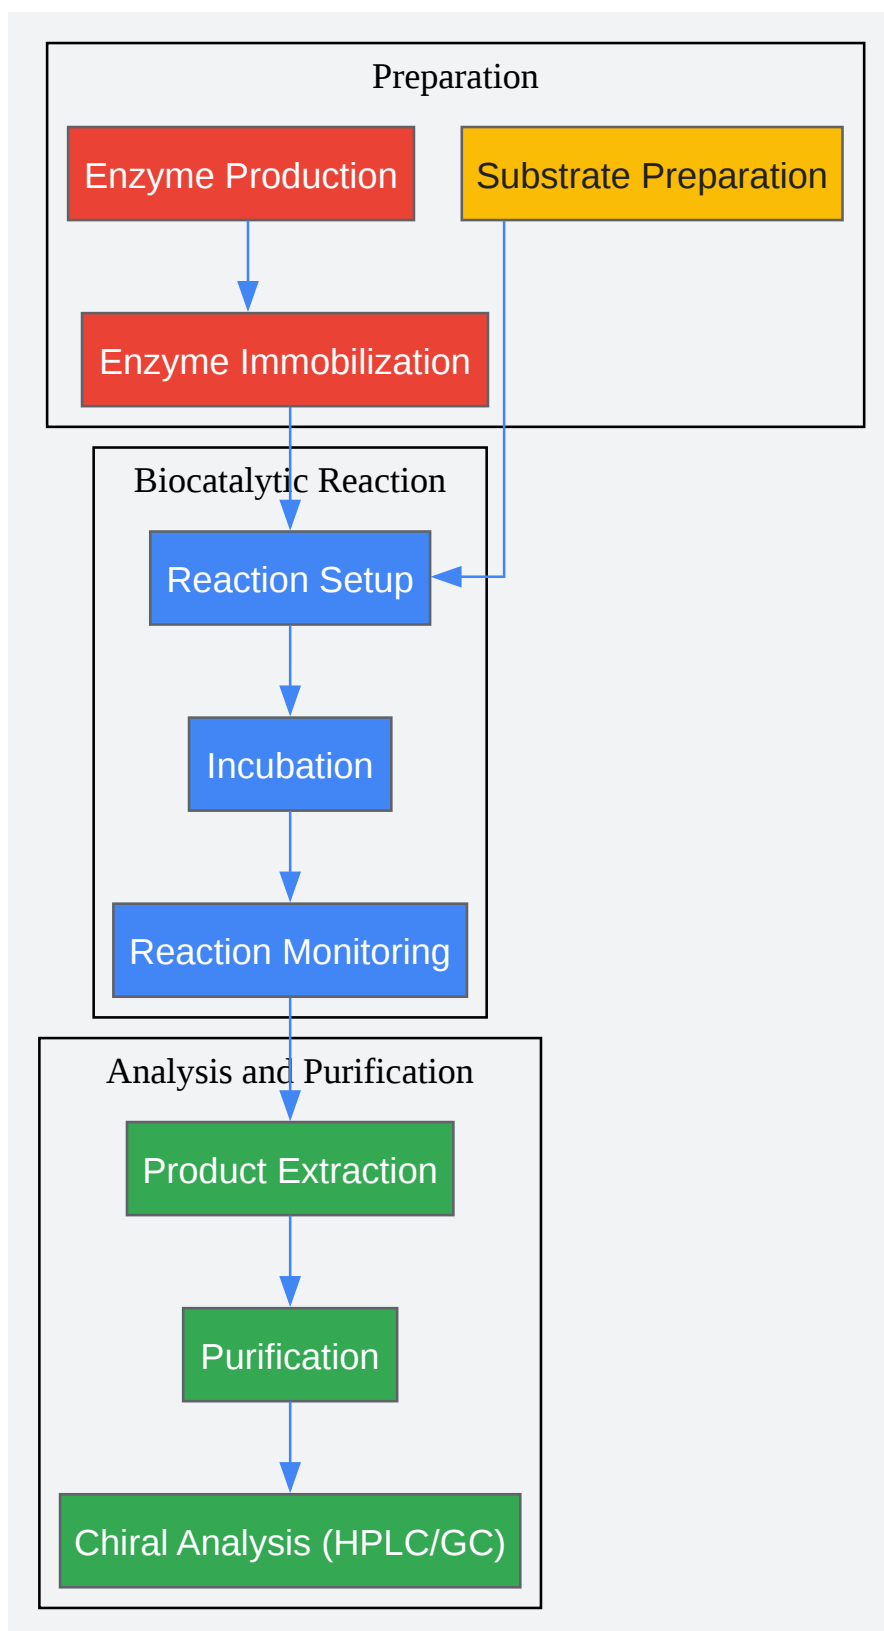 Preparation
Enzyme Production
Substrate Preparation
Enzyme Immobilization
Biocatalytic Reaction
Reaction Setup
Incubation
Reaction Monitoring
Analysis and Purification
Product Extraction
Purification
Chiral Analysis (HPLC/GC)